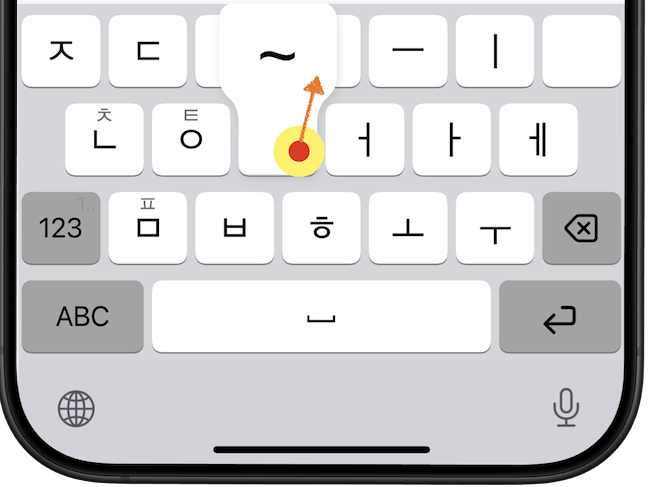 ㅈ ㄷ ~ ㅡ ㅣ
ㅊ ㅌ
ㄴ ㅇ ㅓ ㅏ ㅔ
1..
ㅍ
123 ㅁ ㅂ ㅎ ㅗ ㅜ
ABC